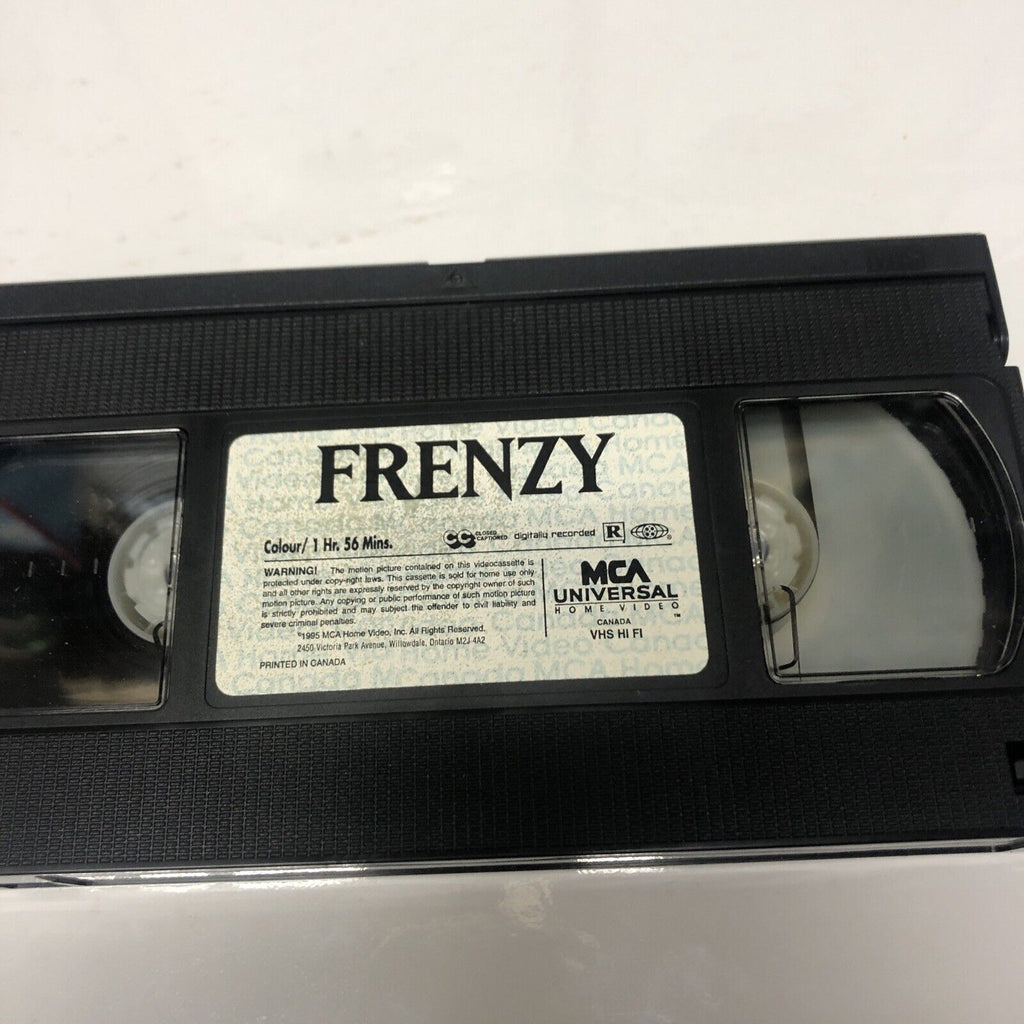 FRENZY
Colour/ 1 Hr. 56 Mins.
CC CLOSED CAPTIONED digitally recorded R
WARNING! The motion picture contained on this videocassette is
protected under copy-right laws. This cassette is sold for home use only
and all other rights are expressly reserved by the copyright owner of such
motion picture. Any copying or public performance of such motion picture
is strictly prohibited and may subject the offender to civil liability and
severe criminal penalties.
©1995 MCA Home Video, Inc. All Rights Reserved.
2450 Victoria Park Avenue, Willowdale, Ontario M2J 4A2
PRINTED IN CANADA
MCA
UNIVERSAL
HOME VIDEO
™
CANADA
VHS HI FI